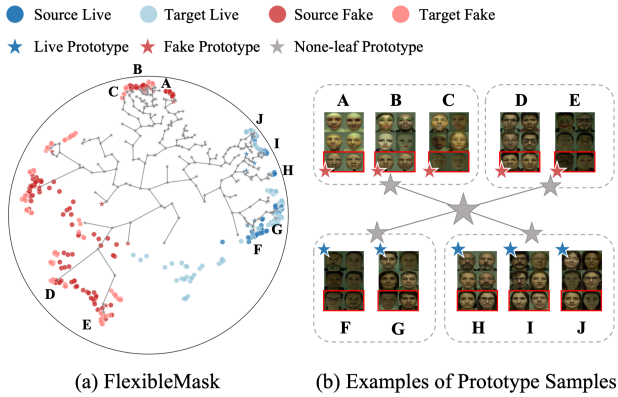 Source Live Target Live Source Fake Target Fake
Live Prototype Fake Prototype None-leaf Prototype
B
C A
J
I
H
G
F
D
E
A B C D E
F G H I J
(a) FlexibleMask (b) Examples of Prototype Samples